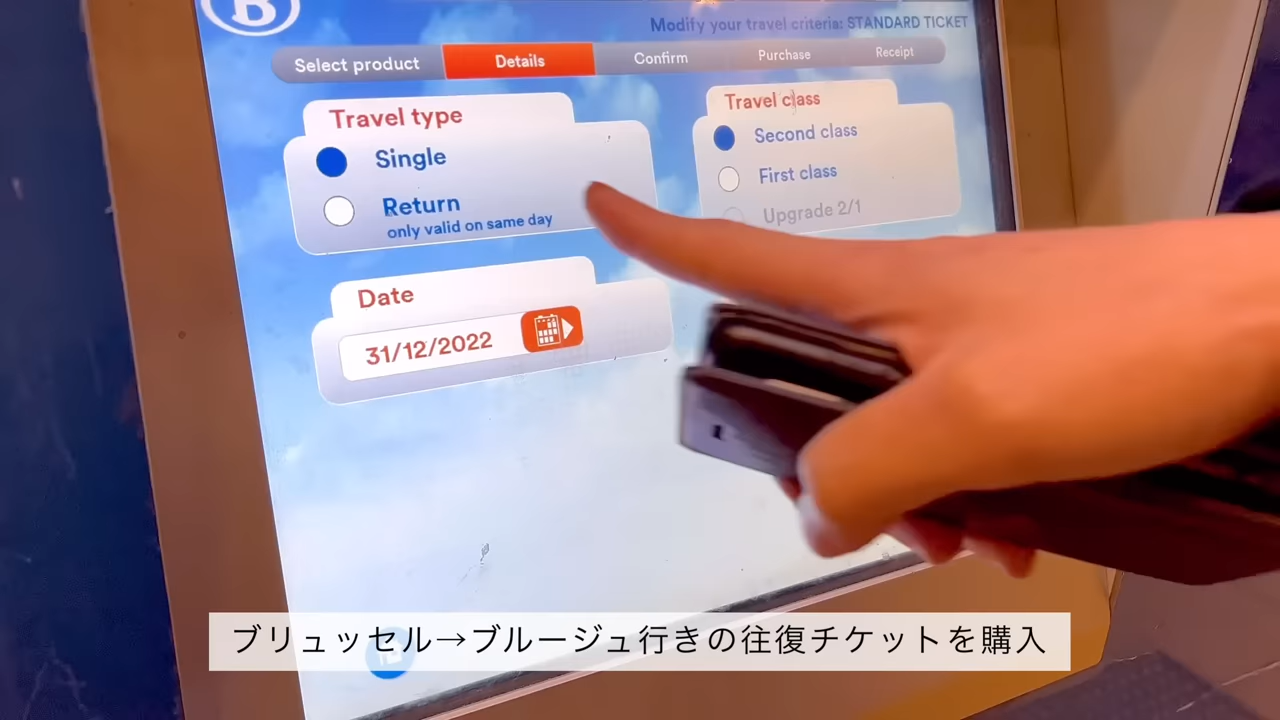 B
Modify your travel criteria: STANDARD TICKET
Select product
Details
Confirm
Purchase
Receipt
Travel type
Single
Return
only valid on same day
Travel class
Second class
First class
Upgrade 2/1
Date
31/12/2022
ブリュッセル→ブルージュ行きの往復チケットを購入